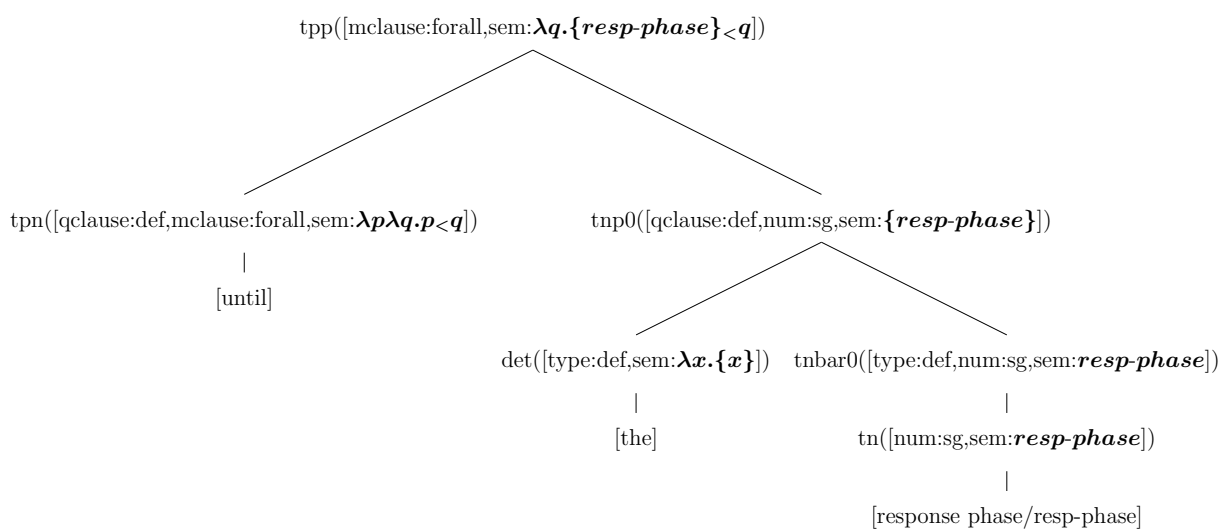 tpp([mclause:forall,sem:λq.{resp-phase}<q])
tpn([qclause:def,mclause:forall,sem:λpλq.p<q]) tnp0([qclause:def,num:sg,sem:{resp-phase}])
[until]
det([type:def,sem:λx.{x}]) tnbar0([type:def,num:sg,sem:resp-phase])
[the] tn([num:sg,sem:resp-phase])
[response phase/resp-phase]